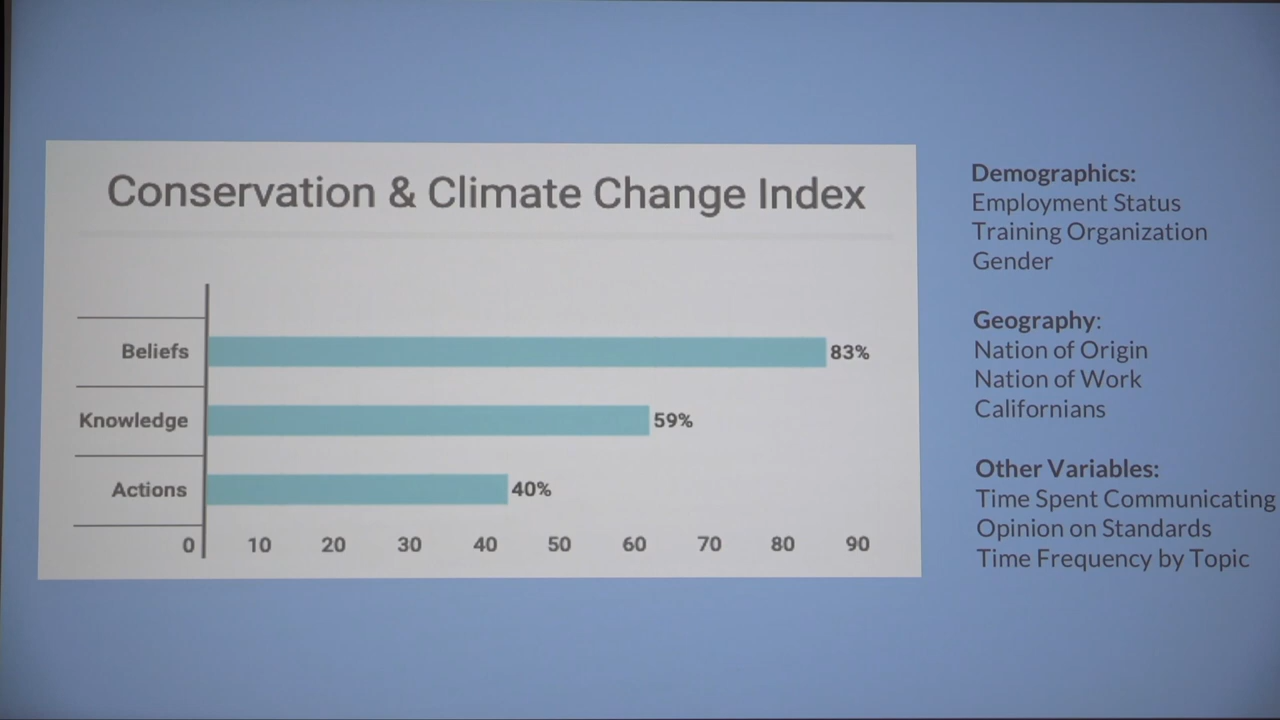 Conservation & Climate Change Index
Beliefs
83%
Knowledge
59%
Actions
40%
0 10 20 30 40 50 60 70 80 90
Demographics:
Employment Status
Training Organization
Gender
Geography:
Nation of Origin
Nation of Work
Californians
Other Variables:
Time Spent Communicating
Opinion on Standards
Time Frequency by Topic